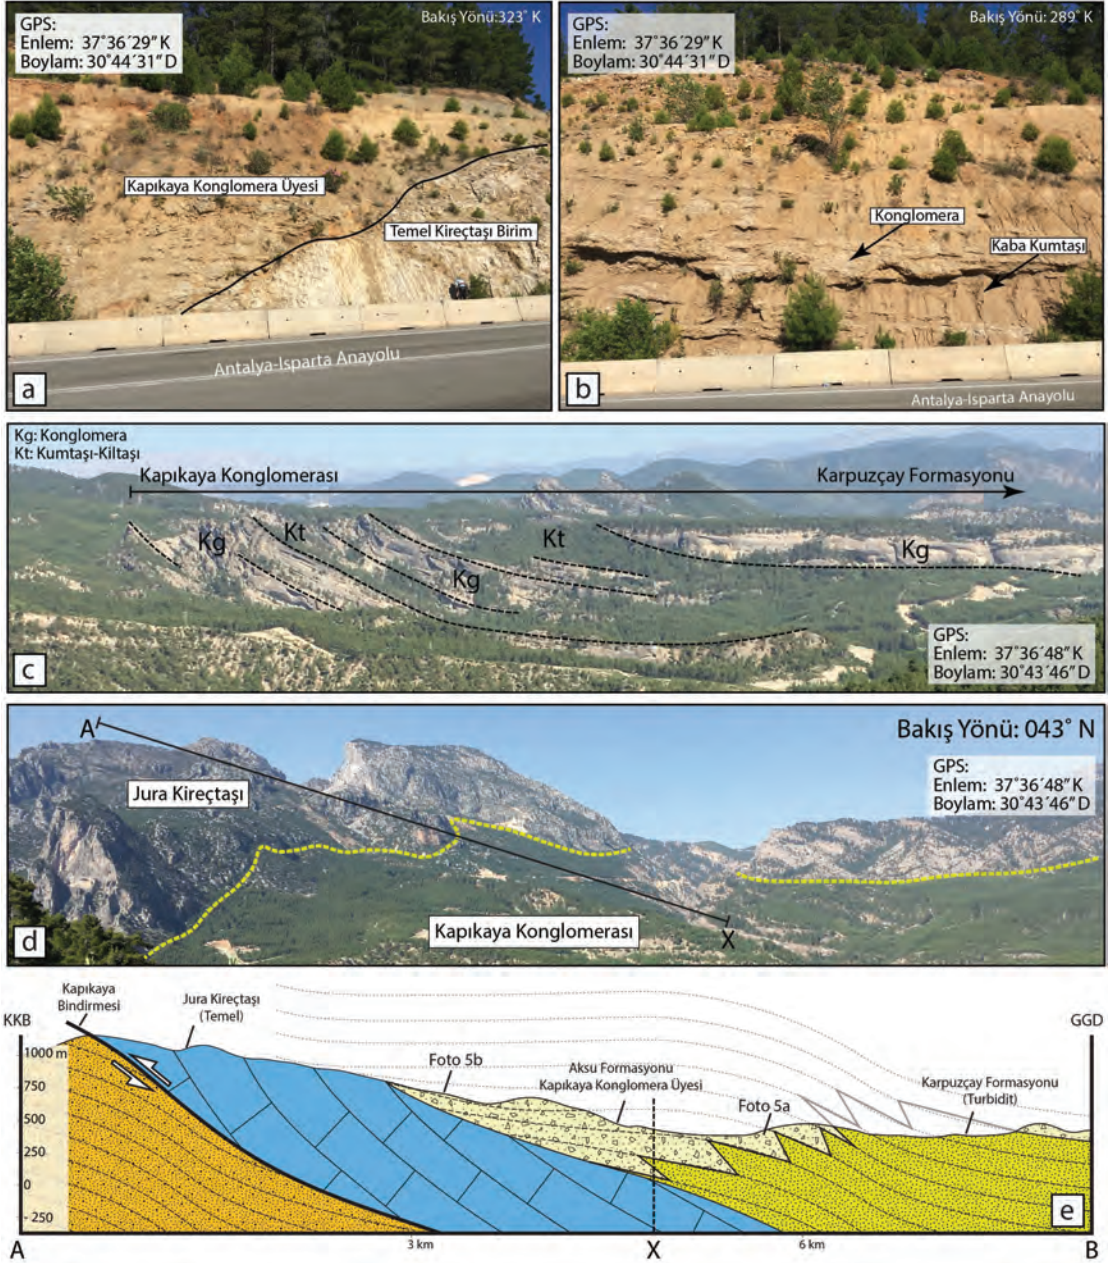 GPS:
Enlem: 37°36´29″K
Boylam: 30°44´31″D
Bakış Yönü:323° K
Kapıkaya Konglomera Üyesi
Temel Kireçtaşı Birim
Antalya-Isparta Anayolu
a
GPS:
Enlem: 37°36´29″K
Boylam: 30°44´31″D
Bakış Yönü: 289° K
Konglomera
Kaba Kumtaşı
Antalya-Isparta Anayolu
b
Kg: Konglomera
Kt: Kumtaşı-Kiltaşı
Kapıkaya Konglomerası
Karpuzçay Formasyonu
Kg
Kt
Kg
Kt
Kg
GPS:
Enlem: 37°36´48″K
Boylam: 30°43´46″D
c
A
Bakış Yönü: 043° N
GPS:
Enlem: 37°36´48″K
Boylam: 30°43´46″D
Jura Kireçtaşı
Kapıkaya Konglomerası
X
d
Kapıkaya
Bindirmesi
Jura Kireçtaşı
(Temel)
KKB
GGD
1000 m
750
500
250
0
- 250
Foto 5b
Aksu Formasyonu
Kapıkaya Konglomera Üyesi
Foto 5a
Karpuzçay Formasyonu
(Turbidit)
e
A
3 km
X
6 km
B